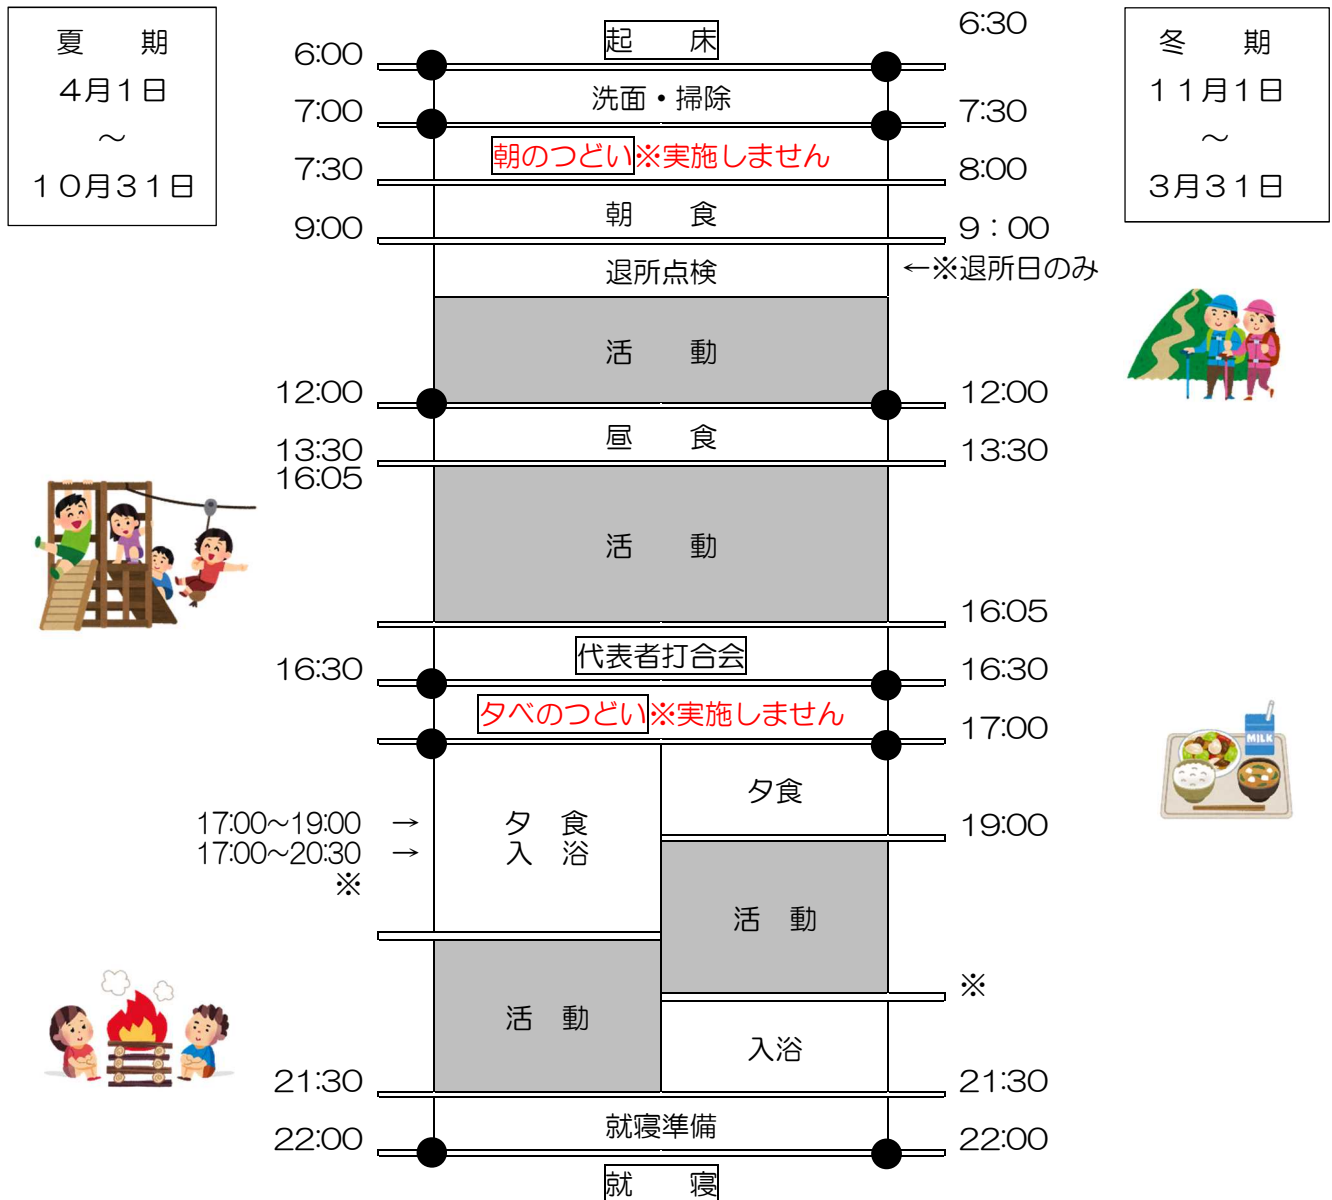 夏　期
4月1日
～
10月31日
6:30
冬　期
11月1日
～
3月31日
起　床
6:00
洗面・掃除
7:00
7:30
朝のつどい※実施しません
7:30
8:00
朝　食
9:00
9：00
退所点検
←※退所日のみ
活　動
12:00
12:00
昼　食
13:30
13:30
16:05
活　動
16:05
代表者打合会
16:30
16:30
夕べのつどい※実施しません
17:00
夕食
17:00～19:00　→　夕　食
19:00
17:00～20:30　→　入　浴
※
活　動
※
活　動
入浴
21:30
21:30
就寝準備
22:00
22:00
就　寝
MILK